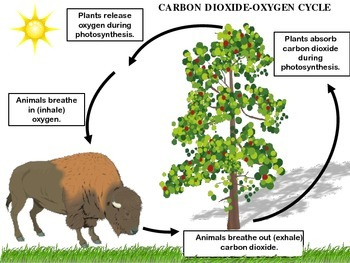 CARBON DIOXIDE-OXYGEN CYCLE
Plants release
oxygen during
photosynthesis.
Plants absorb
carbon dioxide
during
photosynthesis.
Animals breathe
in (inhale)
oxygen.
Animals breathe out (exhale)
carbon dioxide.